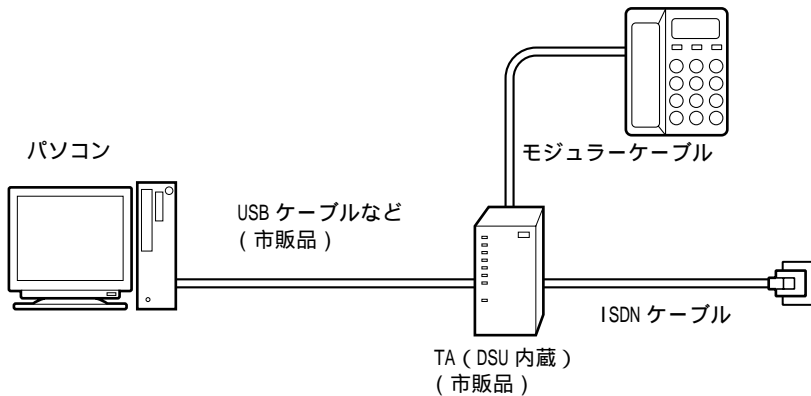 パソコン
モジュラーケーブル
USB ケーブルなど
（市販品）
ISDN ケーブル
TA（DSU 内蔵）
（市販品）